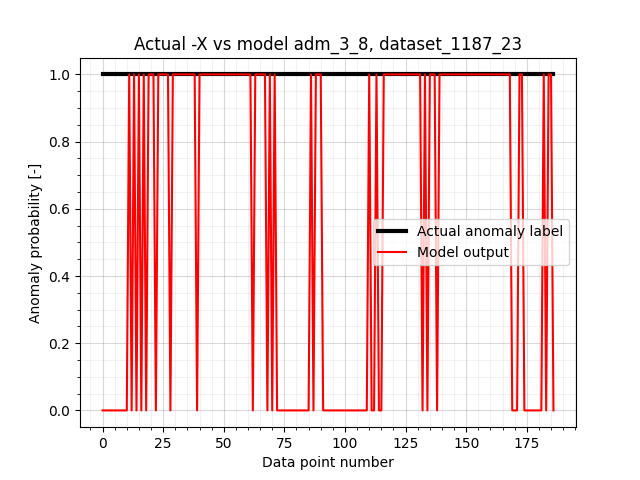 Actual -X vs model adm_3_8, dataset_1187_23
Anomaly probability [-]
1.0
0.8
0.6
0.4
0.2
0.0
Actual anomaly label
Model output
0 25 50 75 100 125 150 175
Data point number